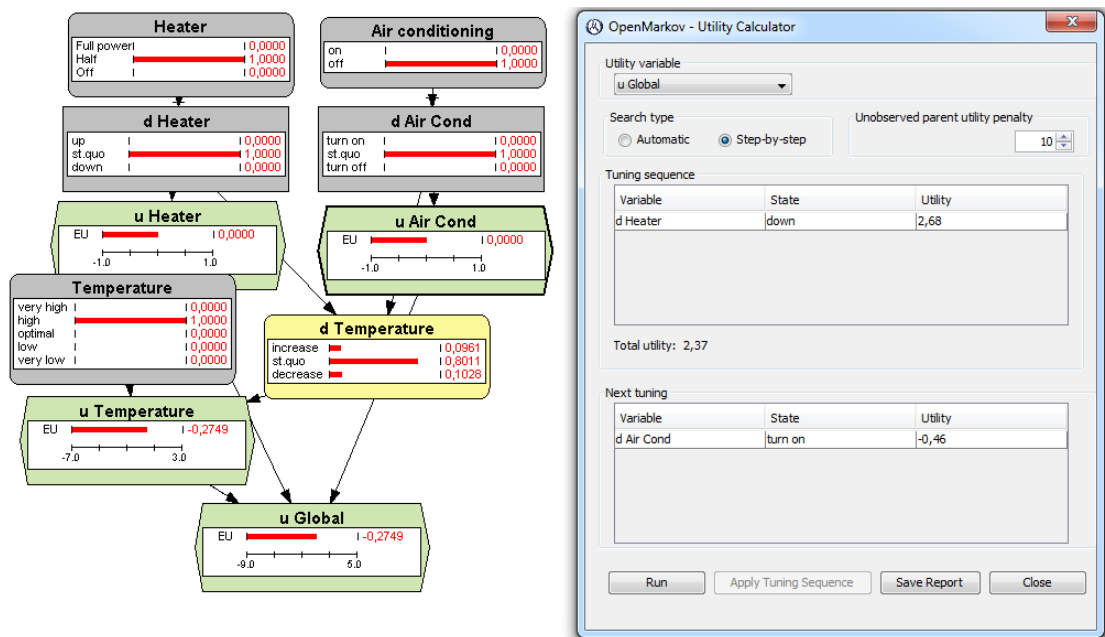 Heater
Full power 0,0000
Half 1,0000
Off 0,0000
Air conditioning
on 0,0000
off 1,0000
d Heater
up 0,0000
st.quo 1,0000
down 0,0000
d Air Cond
turn on 0,0000
st.quo 1,0000
turn off 0,0000
u Heater
EU 0,0000
-1.0 1.0
u Air Cond
EU 0,0000
-1.0 1.0
Temperature
very high 0,0000
high 1,0000
optimal 0,0000
low 0,0000
very low 0,0000
d Temperature
increase 0,0961
st.quo 0,8011
decrease 0,1028
u Temperature
EU -0,2749
-7.0 3.0
u Global
EU -0,2749
-9.0 5.0
OpenMarkov - Utility Calculator
Utility variable
u Global
Search type
Automatic Step-by-step
Unobserved parent utility penalty
10
Tuning sequence
Variable State Utility
d Heater down 2,68
Total utility: 2,37
Next tuning
Variable State Utility
d Air Cond turn on -0,46
Run Apply Tuning Sequence Save Report Close